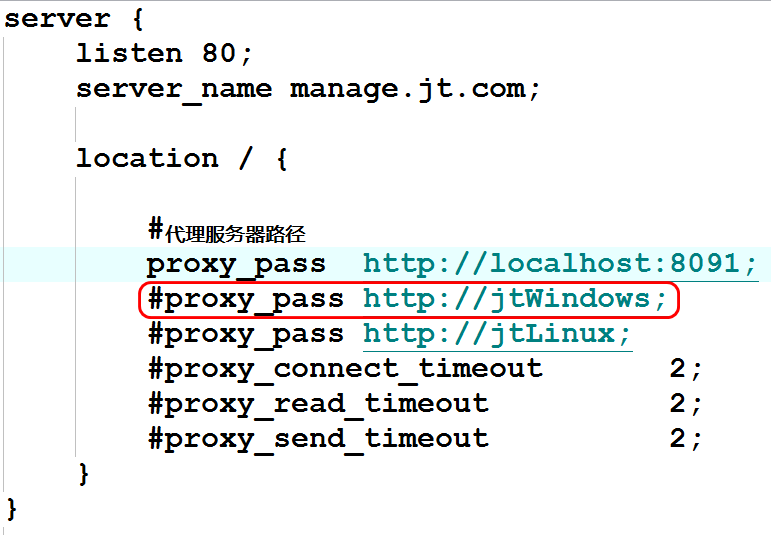 server {
listen 80;
server_name manage.jt.com;
location / {
#代理服务器路径
proxy_pass http://localhost:8091;
#proxy_pass http://jtWindows;
#proxy_pass http://jtLinux;
#proxy_connect_timeout 2;
#proxy_read_timeout 2;
#proxy_send_timeout 2;
}
}